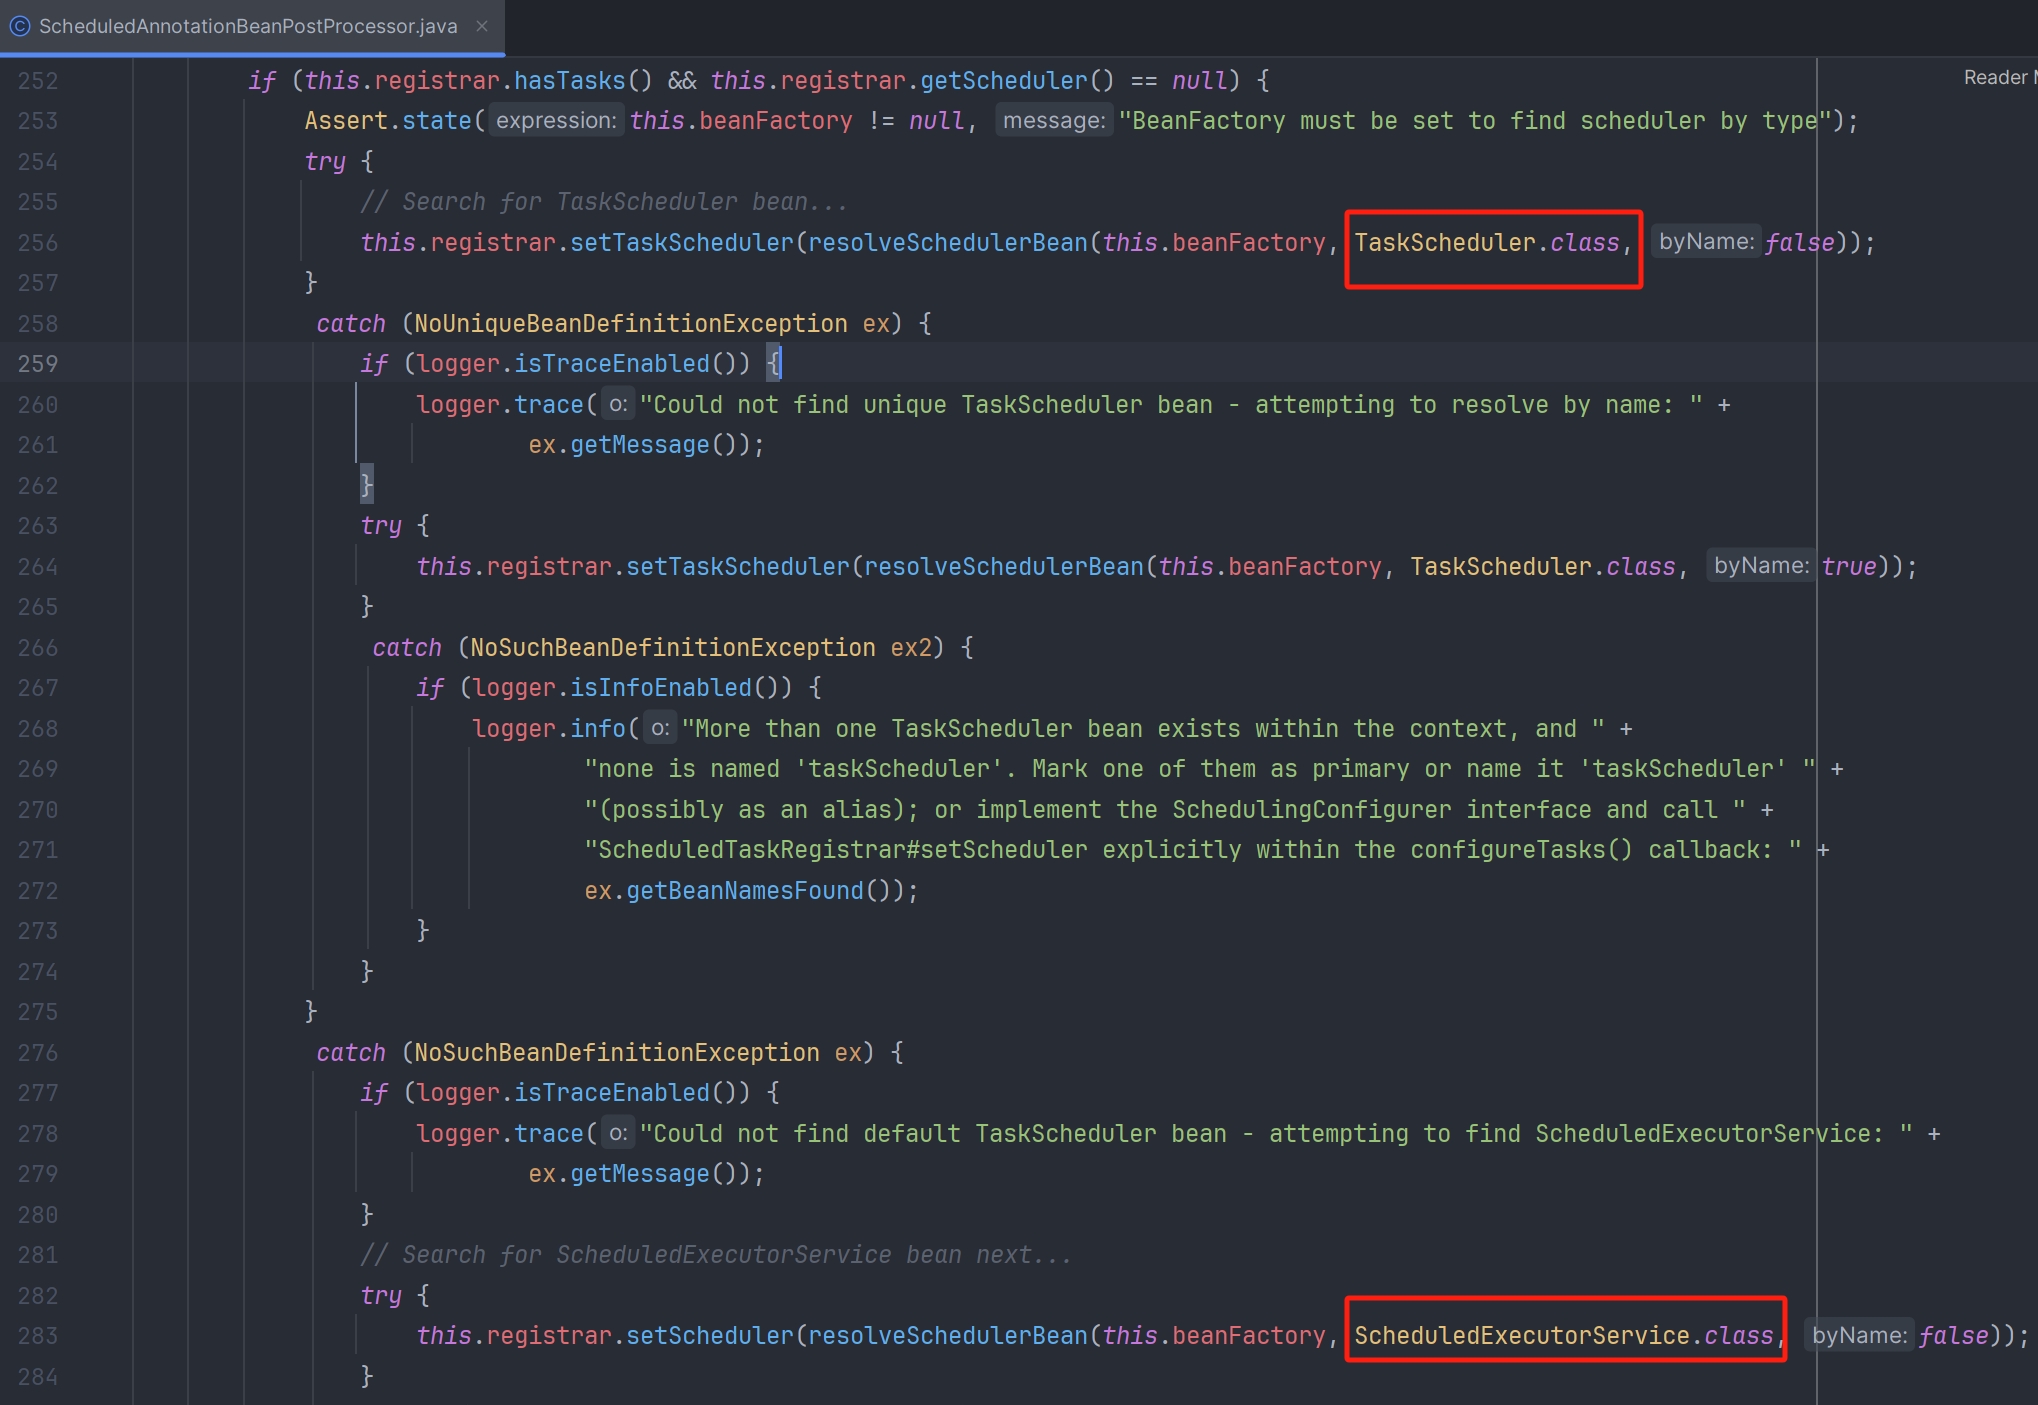 ScheduledAnnotationBeanPostProcessor.java
Reader
252 if (this.registrar.hasTasks() && this.registrar.getScheduler() == null) {
253 Assert.state( expression: this.beanFactory != null, message: "BeanFactory must be set to find scheduler by type");
254 try {
255 // Search for TaskScheduler bean...
256 this.registrar.setTaskScheduler(resolveSchedulerBean(this.beanFactory, TaskScheduler.class, byName: false));
257 }
258 catch (NoUniqueBeanDefinitionException ex) {
259 if (logger.isTraceEnabled()) {
260 logger.trace( o: "Could not find unique TaskScheduler bean - attempting to resolve by name: " +
261 ex.getMessage());
262 }
263 try {
264 this.registrar.setTaskScheduler(resolveSchedulerBean(this.beanFactory, TaskScheduler.class, byName: true));
265 }
266 catch (NoSuchBeanDefinitionException ex2) {
267 if (logger.isInfoEnabled()) {
268 logger.info( o: "More than one TaskScheduler bean exists within the context, and " +
269 "none is named 'taskScheduler'. Mark one of them as primary or name it 'taskScheduler' " +
270 "(possibly as an alias); or implement the SchedulingConfigurer interface and call " +
271 "ScheduledTaskRegistrar#setScheduler explicitly within the configureTasks() callback: " +
272 ex.getBeanNamesFound());
273 }
274 }
275 }
276 catch (NoSuchBeanDefinitionException ex) {
277 if (logger.isTraceEnabled()) {
278 logger.trace( o: "Could not find default TaskScheduler bean - attempting to find ScheduledExecutorService: " +
279 ex.getMessage());
280 }
281 // Search for ScheduledExecutorService bean next...
282 try {
283 this.registrar.setScheduler(resolveSchedulerBean(this.beanFactory, ScheduledExecutorService.class, byName: false));
284 }